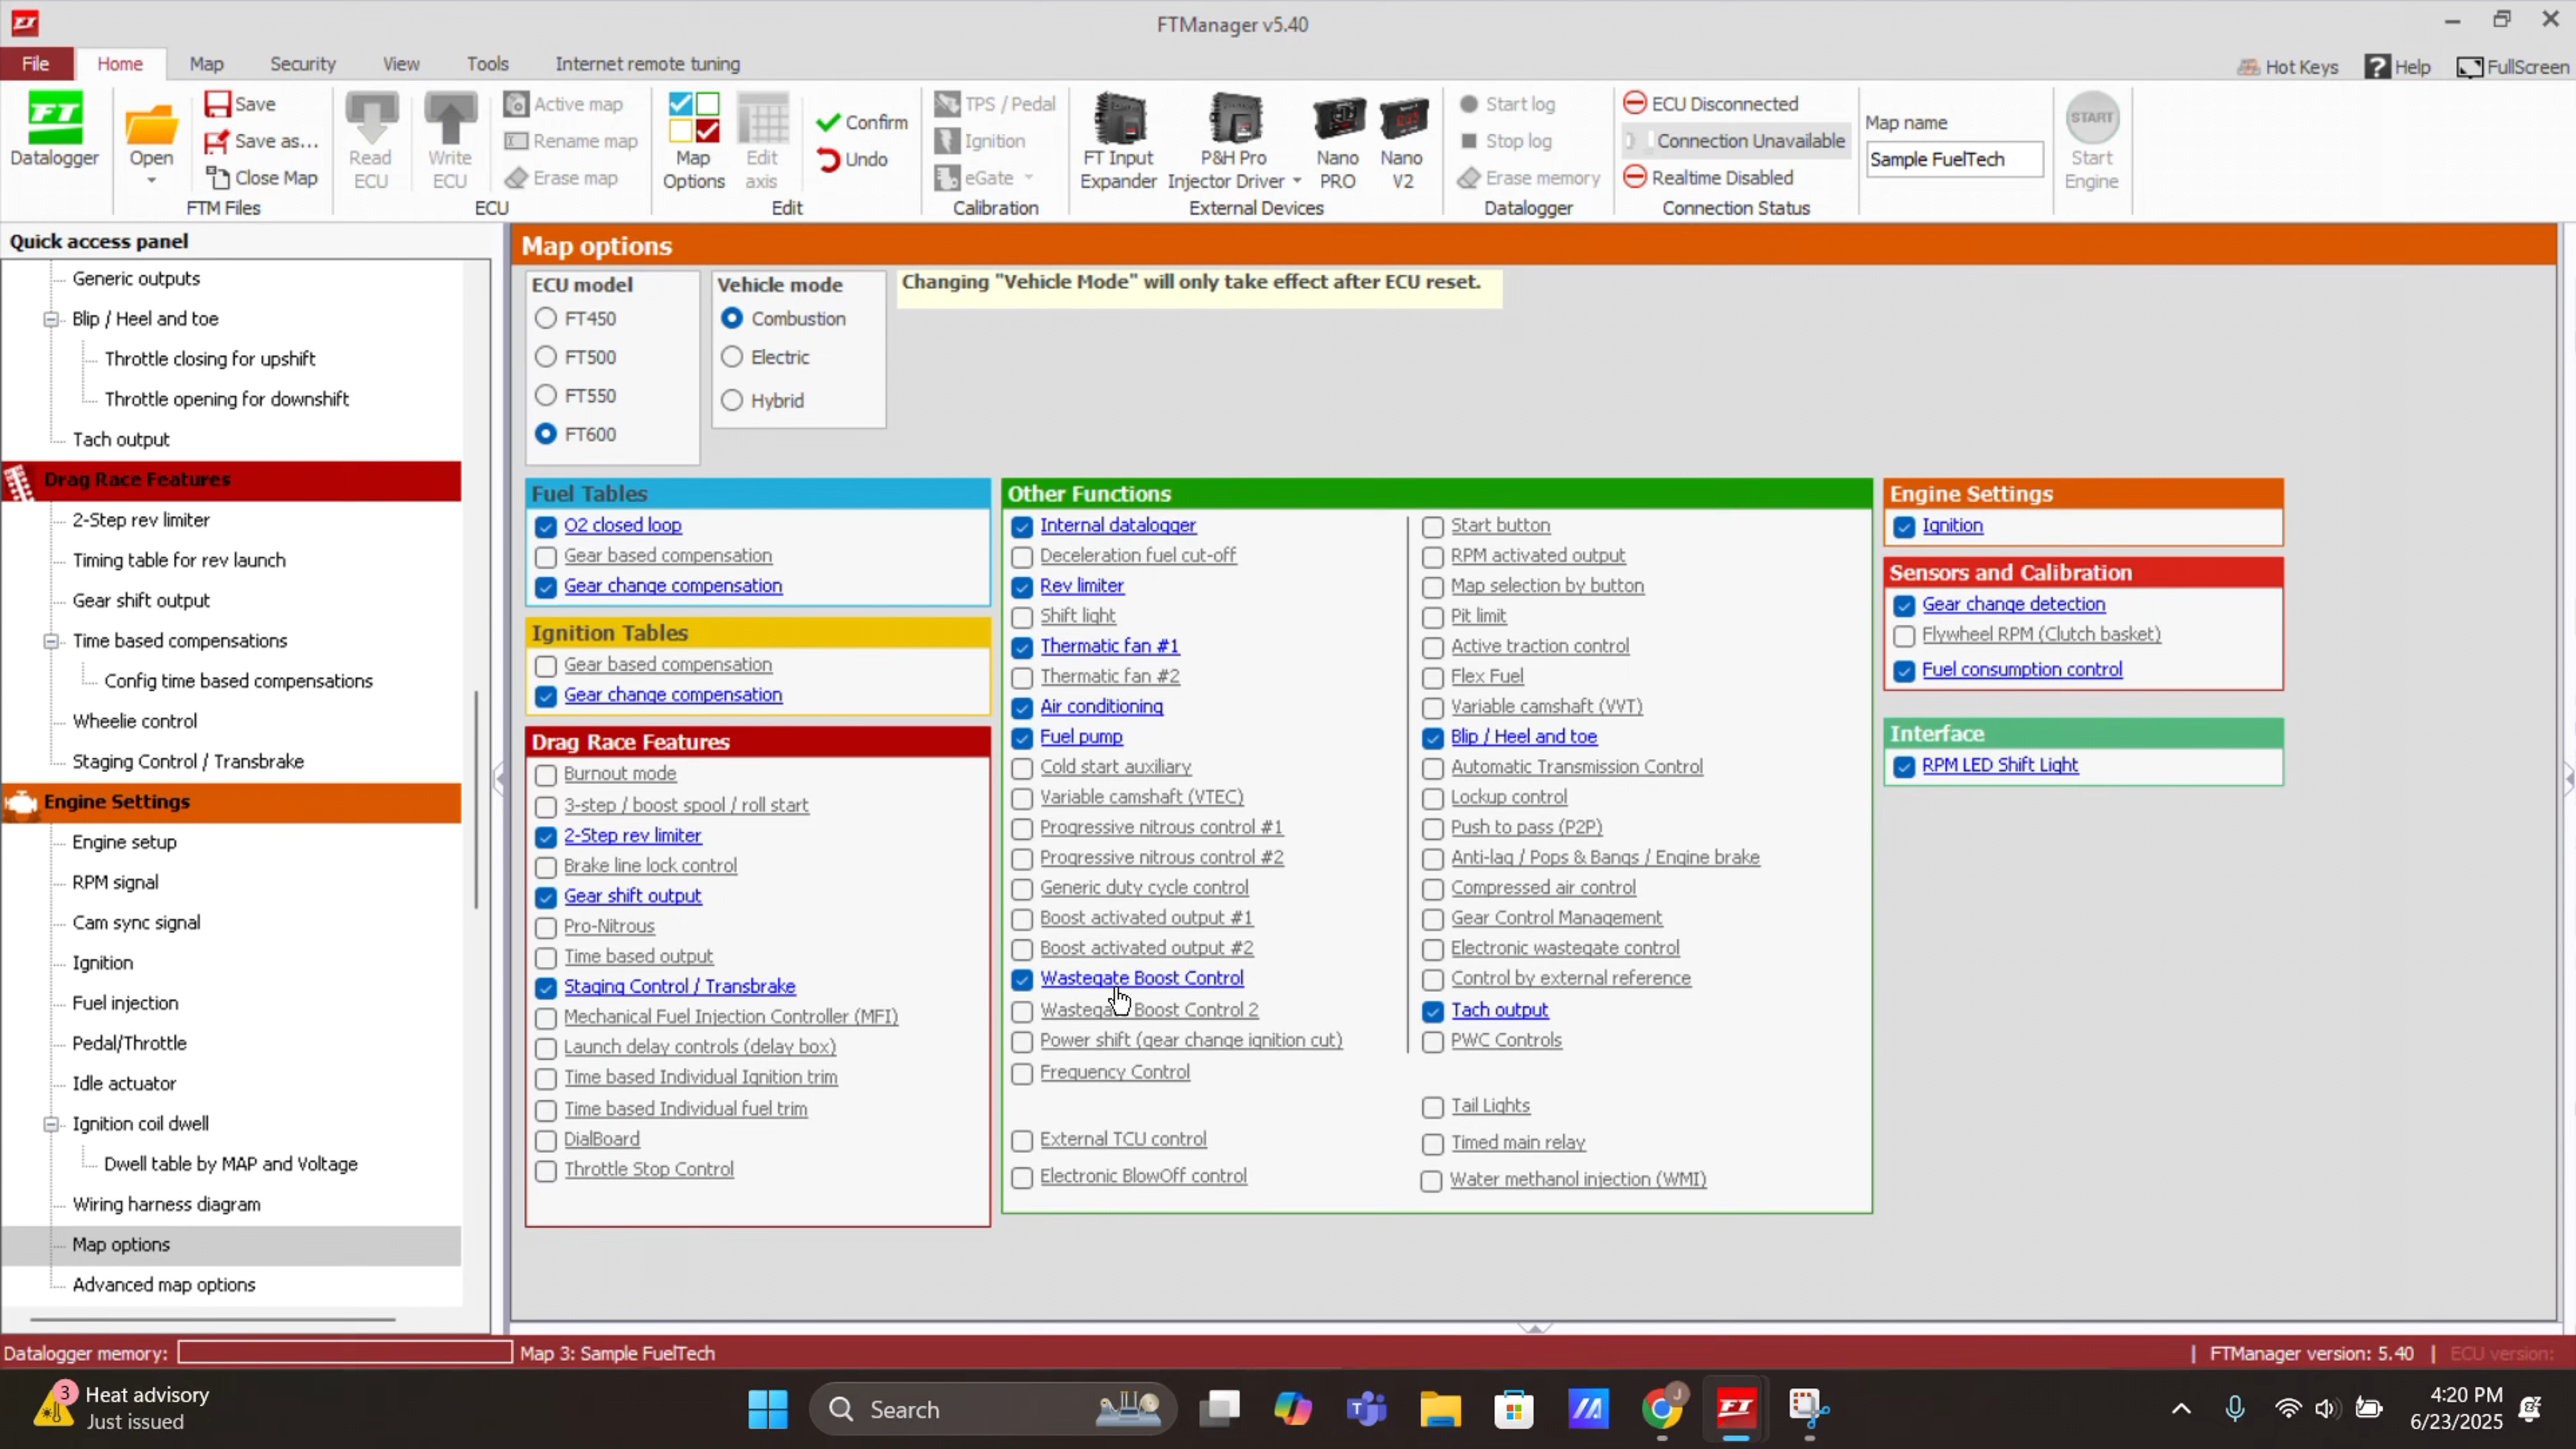 FT
FTManager v5.40
File
Home
Map
Security
View
Tools
Internet remote tuning
Hot Keys
? Help
FullScreen
FT
Datalogger
Open
Save
Save as...
Close Map
FTM Files
Read ECU
Write ECU
Active map
Rename map
Erase map
ECU
Map Options
Edit axis
Confirm
Undo
Edit
TPS / Pedal
Ignition
eGate
Calibration
FT Input Expander
P&H Pro Injector Driver
Nano PRO
Nano V2
External Devices
Start log
Stop log
Erase memory
Datalogger
ECU Disconnected
Connection Unavailable
Realtime Disabled
Connection Status
Map name
Sample FuelTech
START
Start Engine
Quick access panel
Generic outputs
Blip / Heel and toe
Throttle closing for upshift
Throttle opening for downshift
Tach output
Drag Race Features
2-Step rev limiter
Timing table for rev launch
Gear shift output
Time based compensations
Config time based compensations
Wheelie control
Staging Control / Transbrake
Engine Settings
Engine setup
RPM signal
Cam sync signal
Ignition
Fuel injection
Pedal/Throttle
Idle actuator
Ignition coil dwell
Dwell table by MAP and Voltage
Wiring harness diagram
Map options
Advanced map options
Map options
ECU model
FT450
FT500
FT550
FT600
Vehicle mode
Combustion
Electric
Hybrid
Changing "Vehicle Mode" will only take effect after ECU reset.
Fuel Tables
O2 closed loop
Gear based compensation
Gear change compensation
Ignition Tables
Gear based compensation
Gear change compensation
Drag Race Features
Burnout mode
3-step / boost spool / roll start
2-Step rev limiter
Brake line lock control
Gear shift output
Pro-Nitrous
Time based output
Staging Control / Transbrake
Mechanical Fuel Injection Controller (MFI)
Launch delay controls (delay box)
Time based Individual Ignition trim
Time based Individual fuel trim
DialBoard
Throttle Stop Control
Other Functions
Internal datalogger
Deceleration fuel cut-off
Rev limiter
Shift light
Thermatic fan #1
Thermatic fan #2
Air conditioning
Fuel pump
Cold start auxiliary
Variable camshaft (VTEC)
Progressive nitrous control #1
Progressive nitrous control #2
Generic duty cycle control
Boost activated output #1
Boost activated output #2
Wastegate Boost Control
Wastegate Boost Control 2
Power shift (gear change ignition cut)
Frequency Control
External TCU control
Electronic BlowOff control
Start button
RPM activated output
Map selection by button
Pit limit
Active traction control
Flex Fuel
Variable camshaft (VVT)
Blip / Heel and toe
Automatic Transmission Control
Lockup control
Push to pass (P2P)
Anti-lag / Pops & Bangs / Engine brake
Compressed air control
Gear Control Management
Electronic wastegate control
Control by external reference
Tach output
PWC Controls
Tail Lights
Timed main relay
Water methanol injection (WMI)
Engine Settings
Ignition
Sensors and Calibration
Gear change detection
Flywheel RPM (Clutch basket)
Fuel consumption control
Interface
RPM LED Shift Light
Datalogger memory:
Map 3: Sample FuelTech
| FTManager version: 5.40 | ECU version:
3
Heat advisory
Just issued
Search
J
FT
4:20 PM
6/23/2025